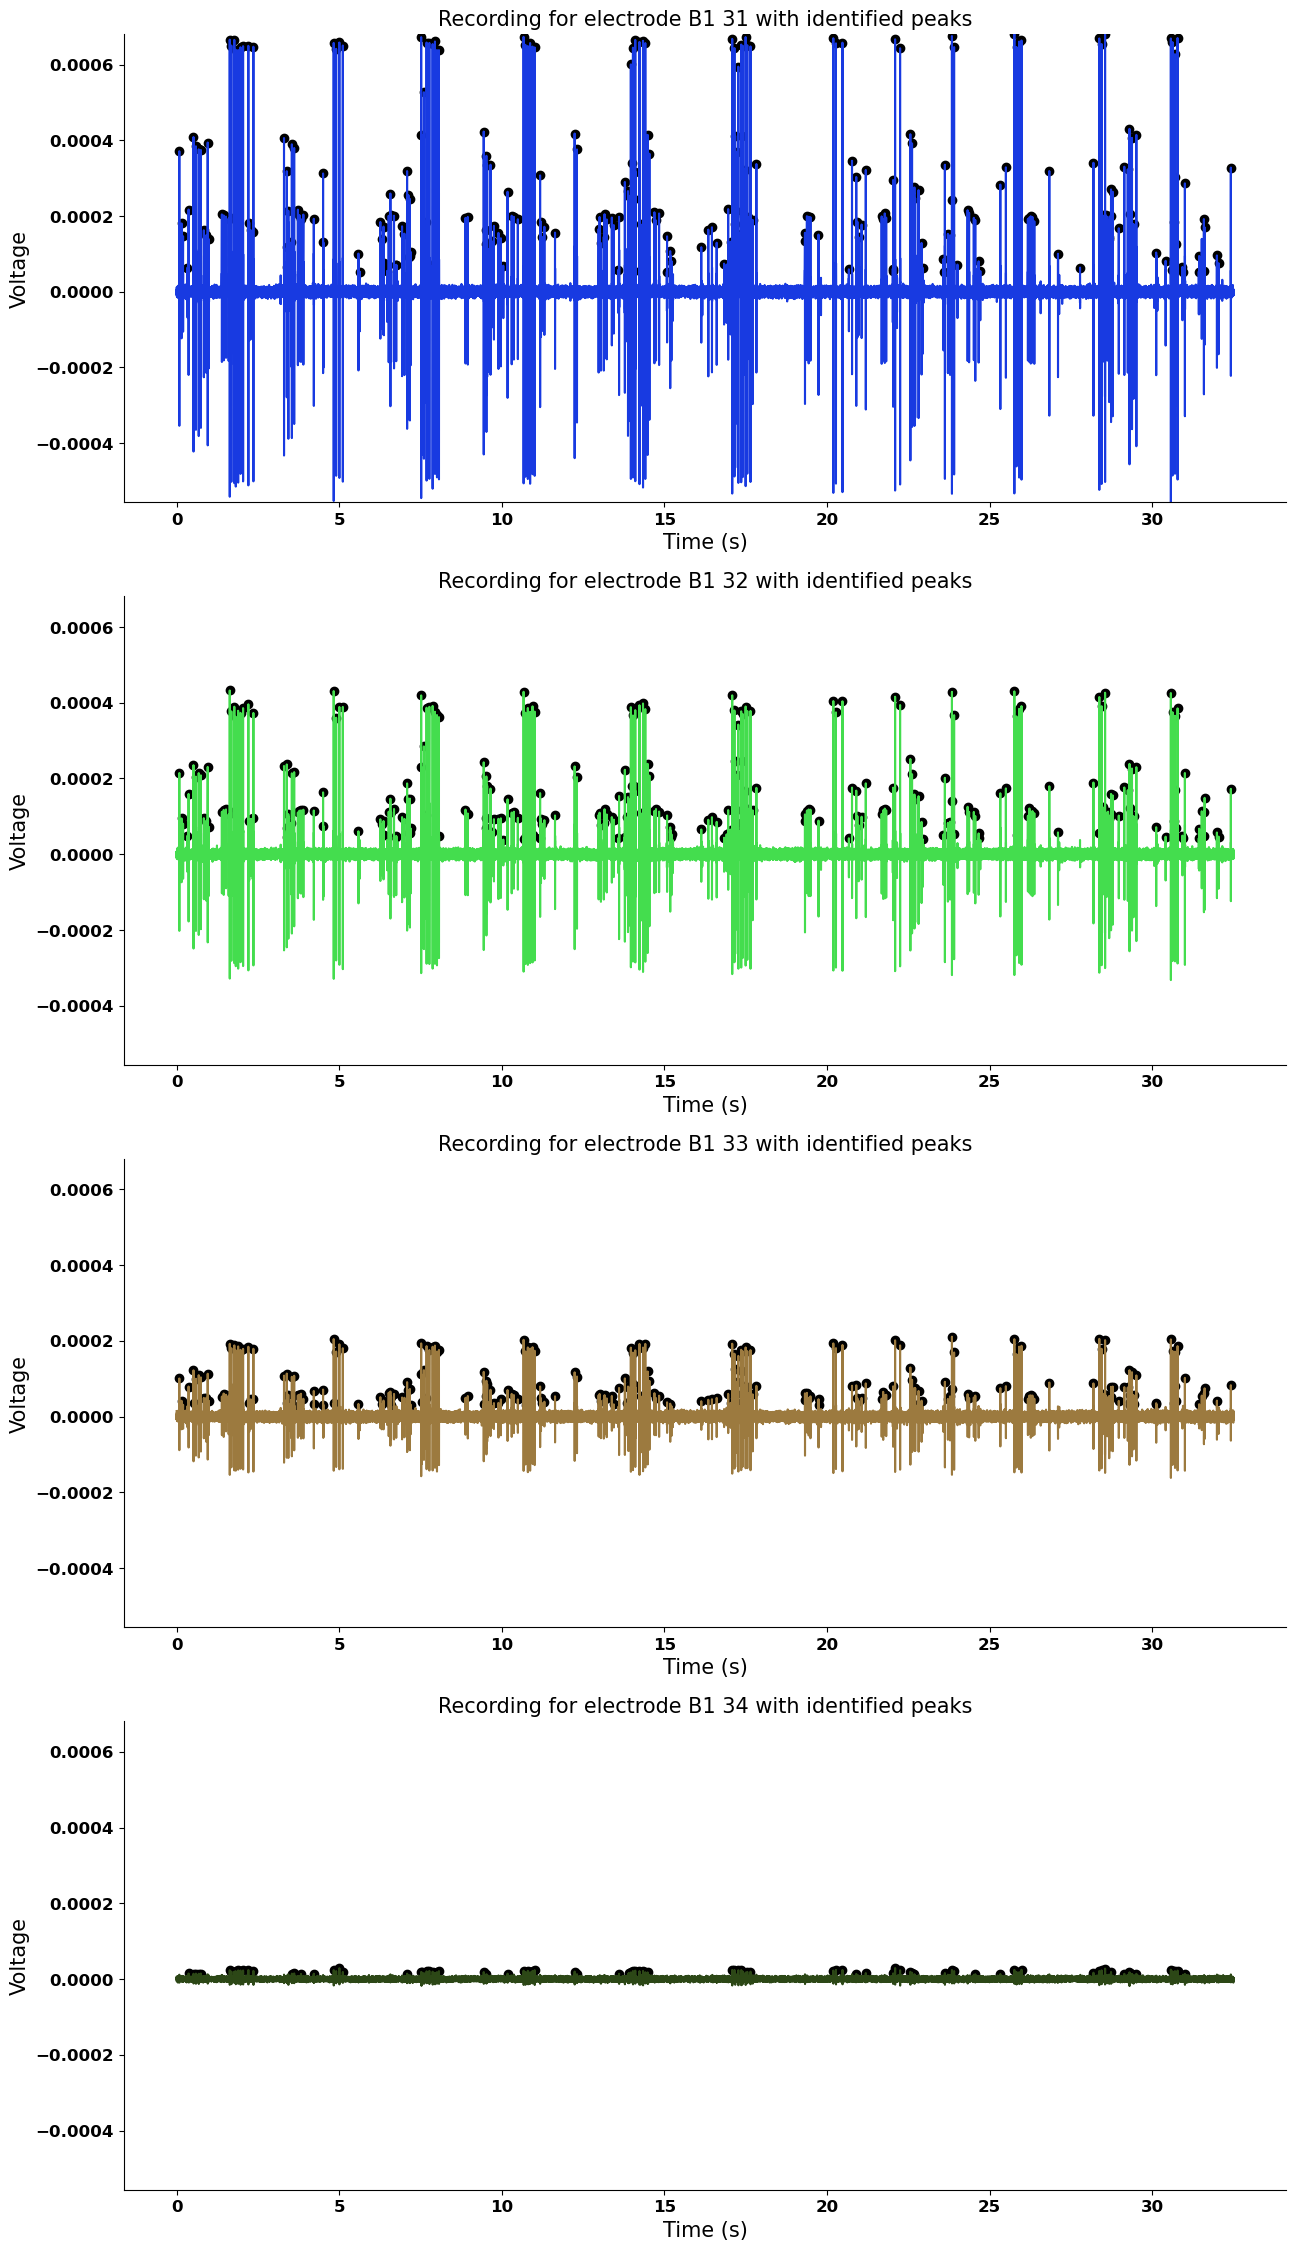 Recording for electrode B1 31 with identified peaks
0.0006
0.0004
0.0002
0.0000
−0.0002
−0.0004
Voltage
0 5 10 15 20 25 30
Time (s)
Recording for electrode B1 32 with identified peaks
0.0006
0.0004
0.0002
0.0000
−0.0002
−0.0004
Voltage
0 5 10 15 20 25 30
Time (s)
Recording for electrode B1 33 with identified peaks
0.0006
0.0004
0.0002
0.0000
−0.0002
−0.0004
Voltage
0 5 10 15 20 25 30
Time (s)
Recording for electrode B1 34 with identified peaks
0.0006
0.0004
0.0002
0.0000
−0.0002
−0.0004
Voltage
0 5 10 15 20 25 30
Time (s)